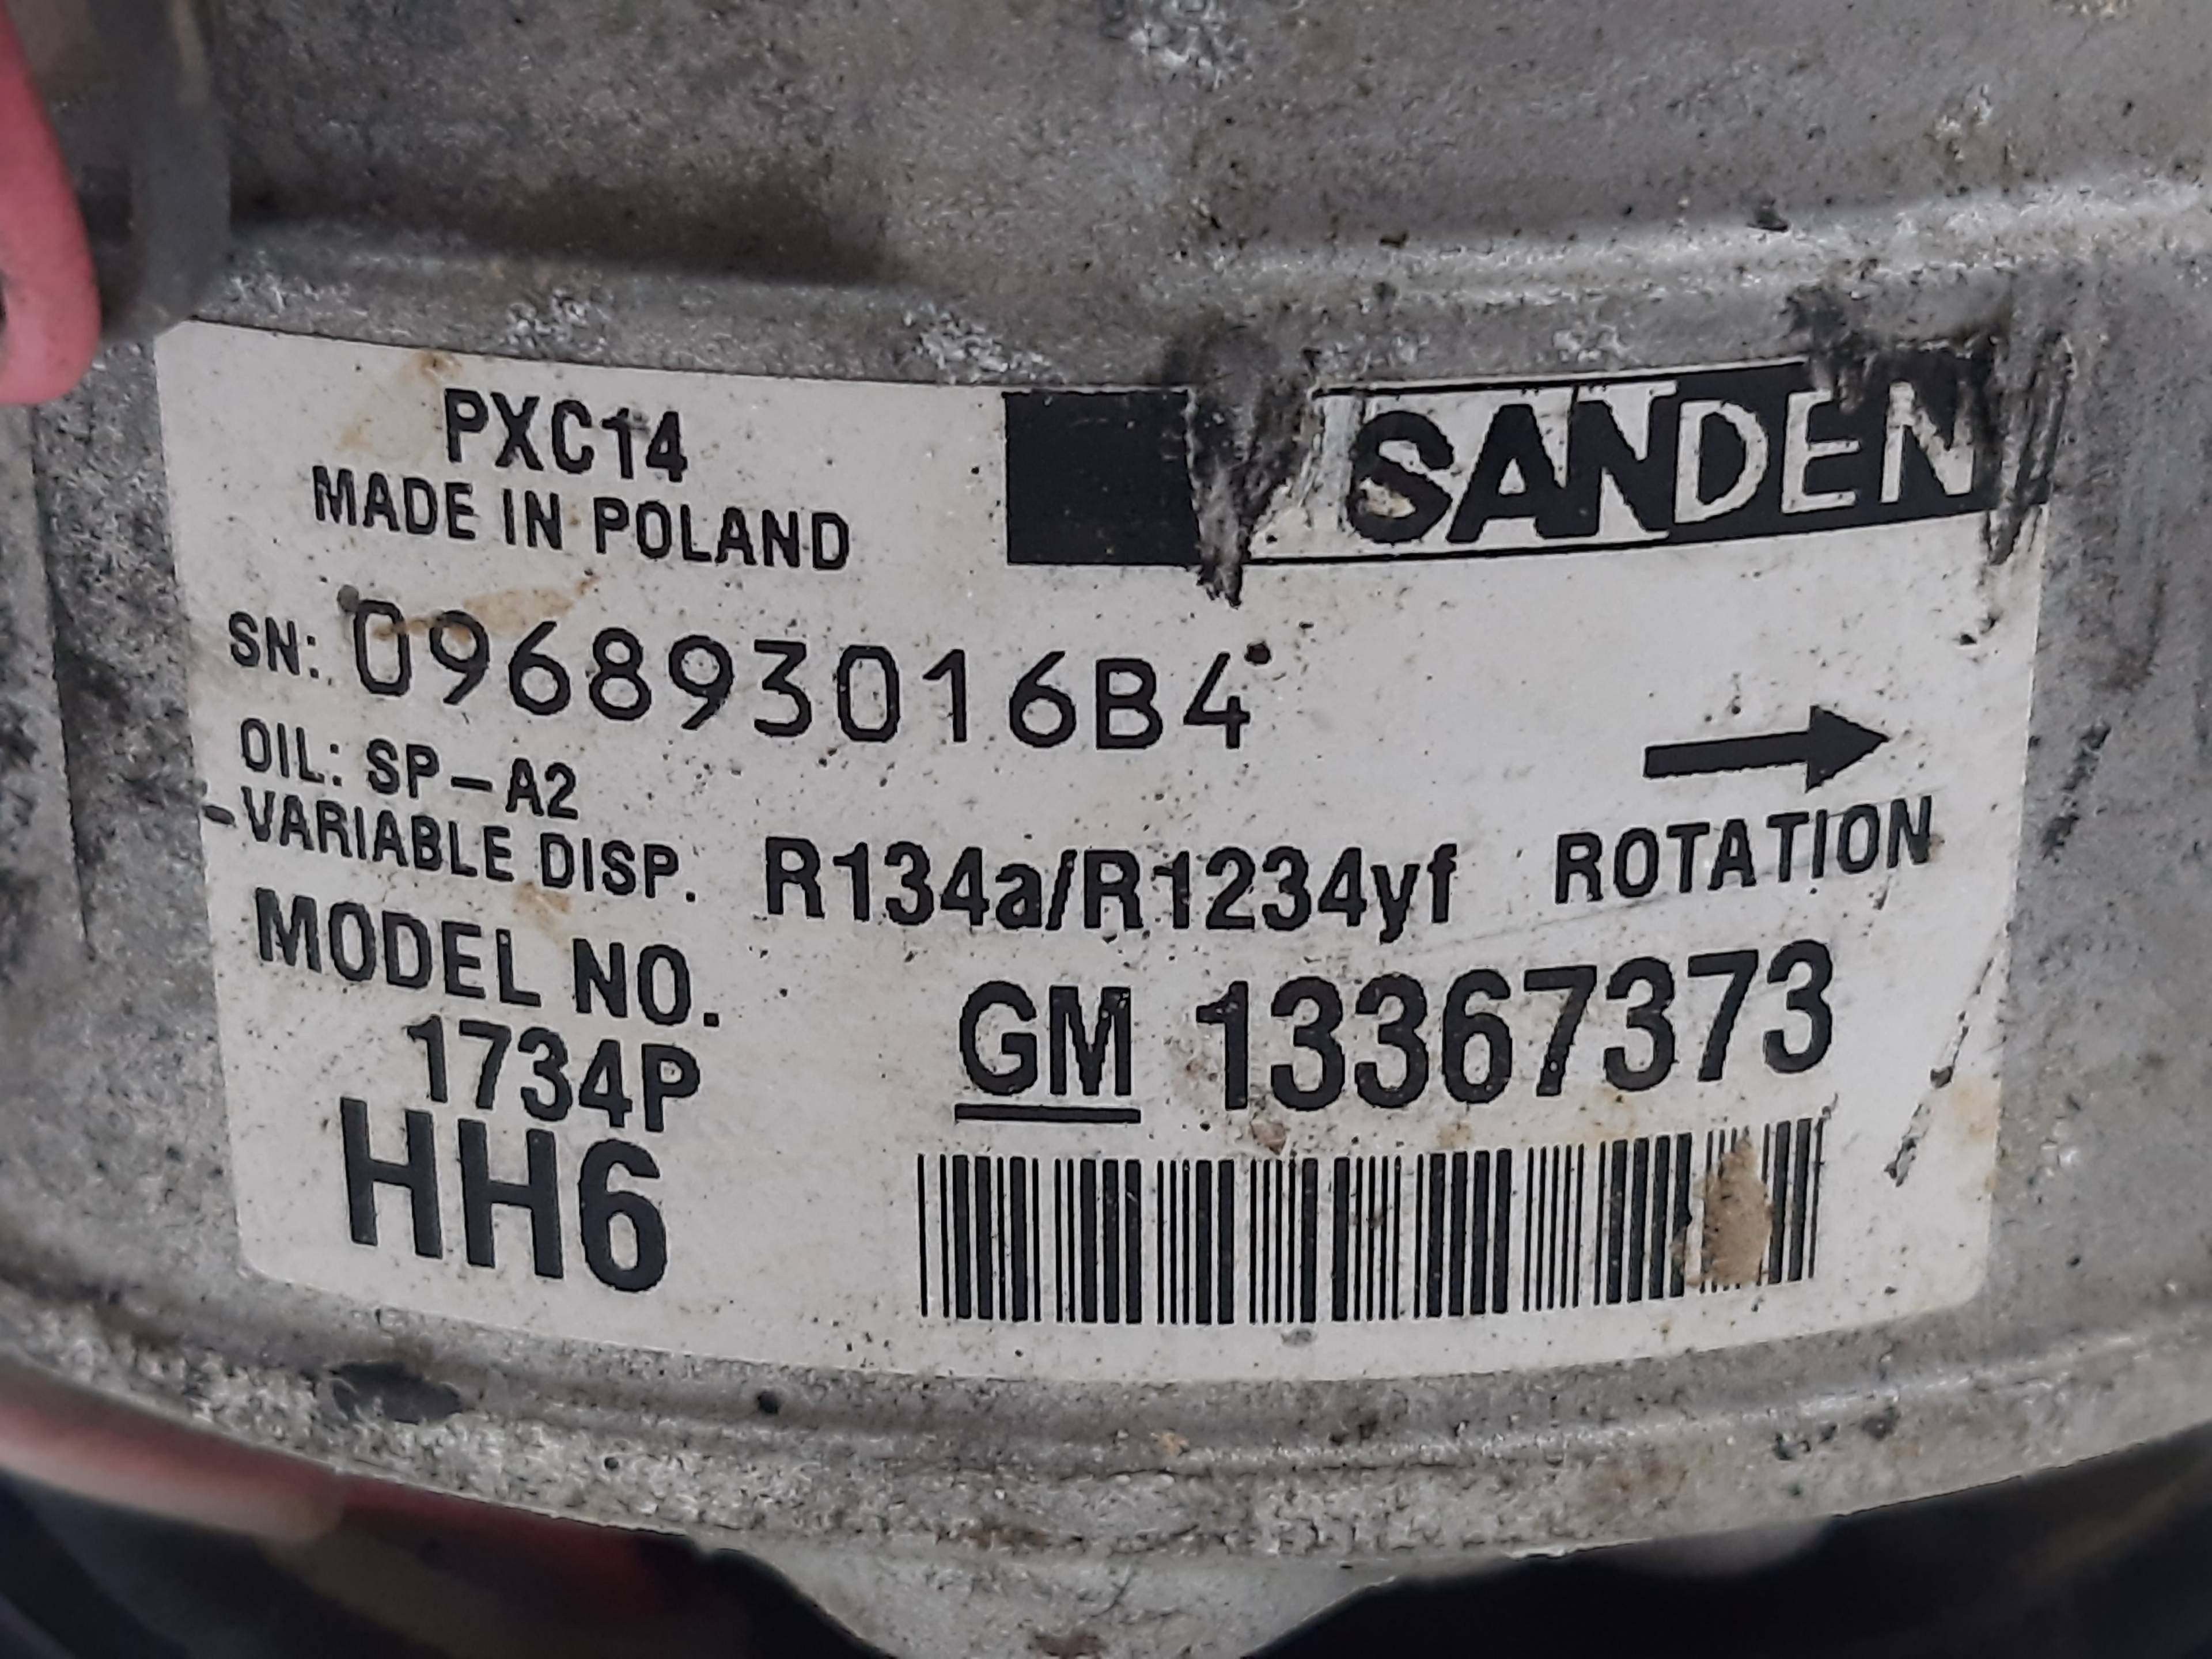 PXC14
MADE IN POLAND
SANDEN
SN: 096893016B4
OIL: SP-A2
-VARIABLE DISP. R134a/R1234yf
ROTATION
MODEL NO.
1734P
GM 13367373
HH6